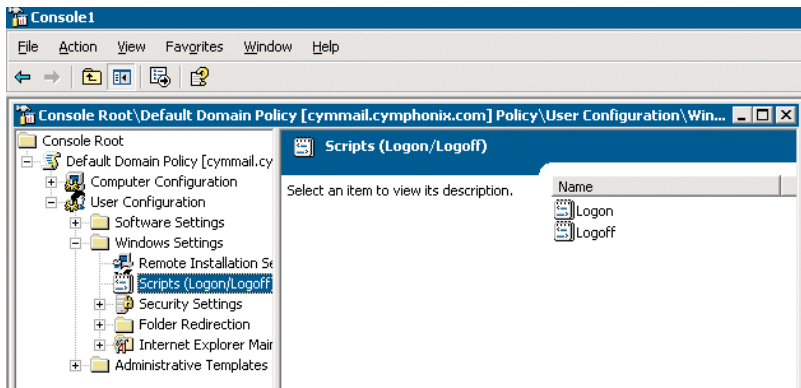 Console1
File Action View Favorites Window Help
Console Root\Default Domain Policy [cymmail.cymphonix.com] Policy\User Configuration\Win...
Console Root
Default Domain Policy [cymmail.cy
Computer Configuration
User Configuration
Software Settings
Windows Settings
Remote Installation Se
Scripts (Logon/Logoff
Security Settings
Folder Redirection
Internet Explorer Mair
Administrative Templates
Scripts (Logon/Logoff)
Select an item to view its description.
Name
Logon
Logoff